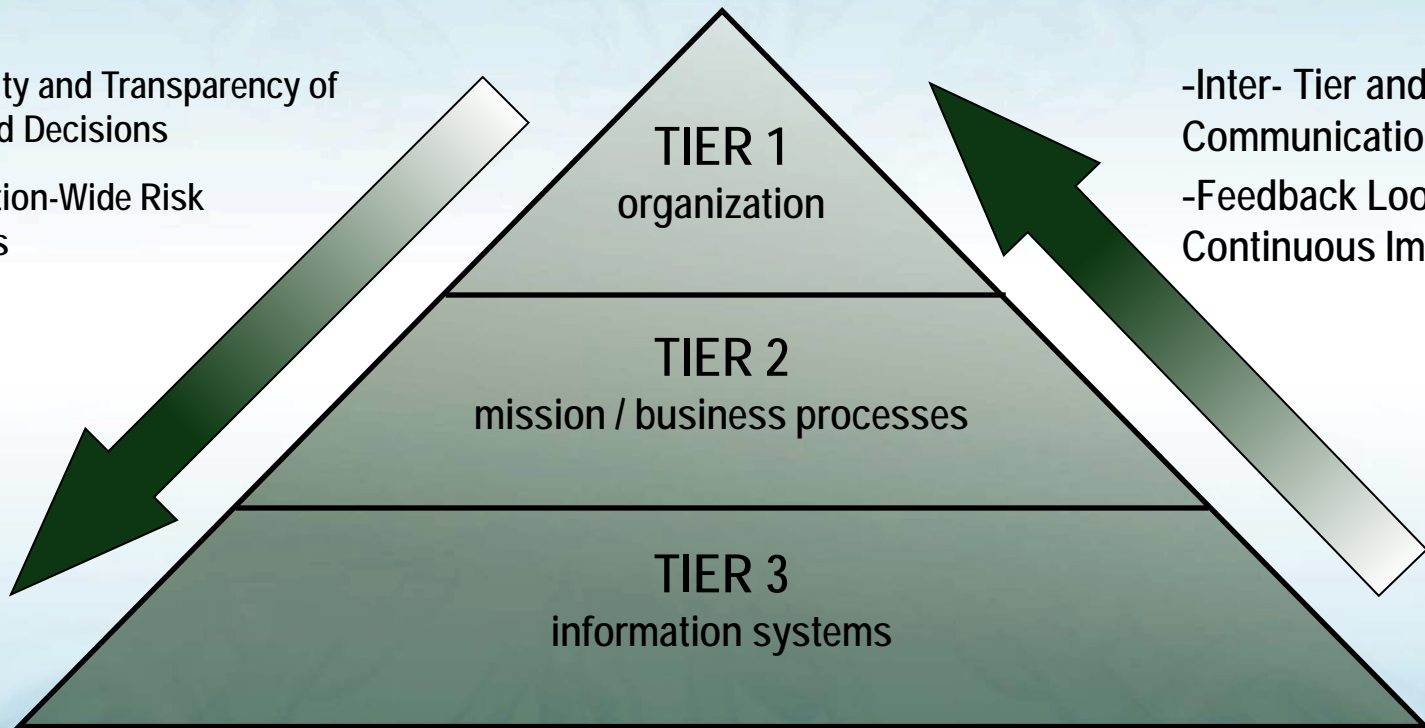 ty and Transparency of
d Decisions
tion-Wide Risk
s
TIER 1
organization
-Inter- Tier and
Communicatio
-Feedback Loo
Continuous Im
TIER 2
mission / business processes
TIER 3
information systems